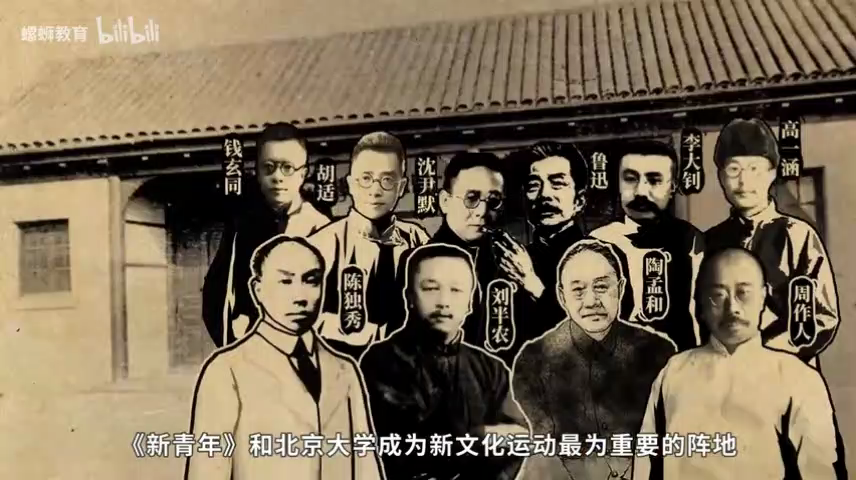 螺蛳教育 bilibili
钱玄同
胡适
沈尹默
鲁迅
李大钊
高一涵
陈独秀
刘半农
陶孟和
周作人
《新青年》和北京大学成为新文化运动最为重要的阵地